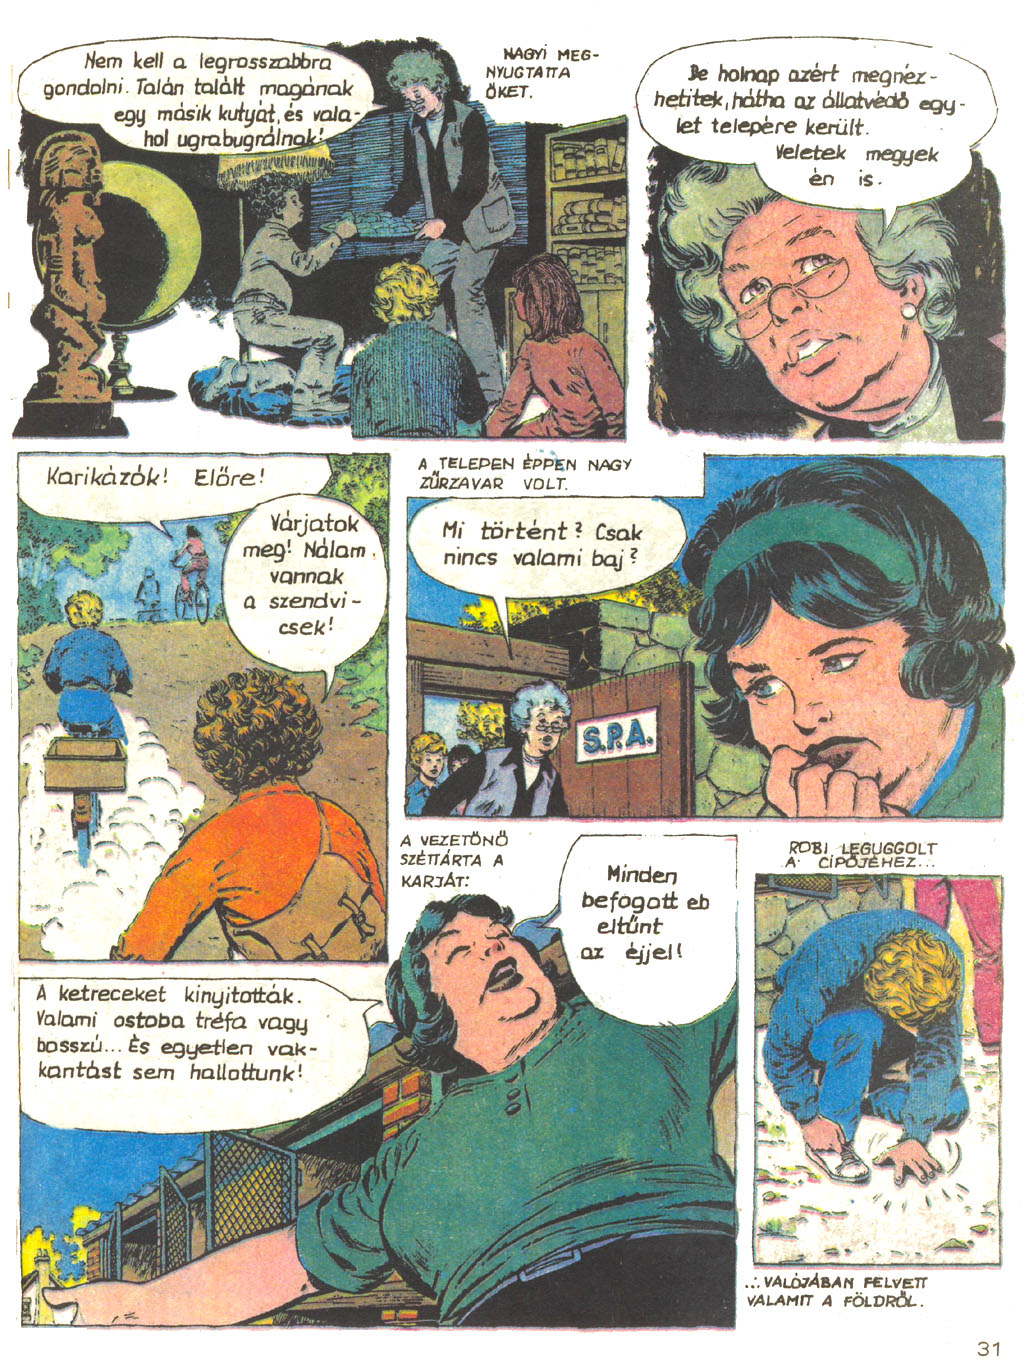 Nem kell a legrosszabbra
gondolni. Talán talált magának
egy másik kutyát, és vala-
hol ugrabugrálnak!
NAGYI MEG-
NYUGTATTA
ŐKET.
De holnap azért megnéz-
hetitek, hátha az állatvédő egy-
let telepére került.
Veletek megyek
én is.
Karikázók! Előre!
Várjatok
meg! Nálam
vannak
a szendvi-
csek!
A TELEPEN ÉPPEN NAGY
ZŰRZAVAR VOLT.
Mi történt? Csak
nincs valami baj?
S.P.A.
A VEZETŐNŐ
SZÉTTÁRTA A
KARJÁT:
Minden
befogott eb
eltűnt
az éjjel!
A ketreceket kinyitották.
Valami ostoba tréfa vagy
bosszú... És egyetlen vak-
kantást sem hallottunk!
ROBI LEGUGGOLT
A CIPŐJÉHEZ...
...VALÓJÁBAN FELVETT
VALAMIT A FÖLDRŐL.
31